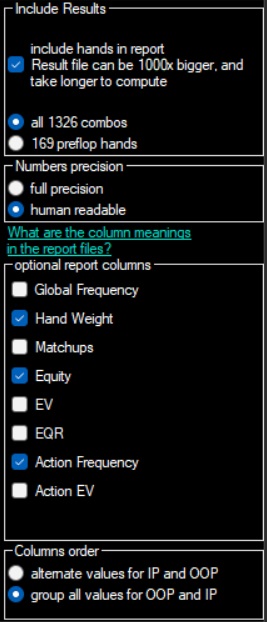 Include Results
include hands in report
Result file can be 1000x bigger, and
take longer to compute
all 1326 combos
169 preflop hands
Numbers precision
full precision
human readable
What are the column meanings
in the report files?
optional report columns
Global Frequency
Hand Weight
Matchups
Equity
EV
EQR
Action Frequency
Action EV
Columns order
alternate values for IP and OOP
group all values for OOP and IP